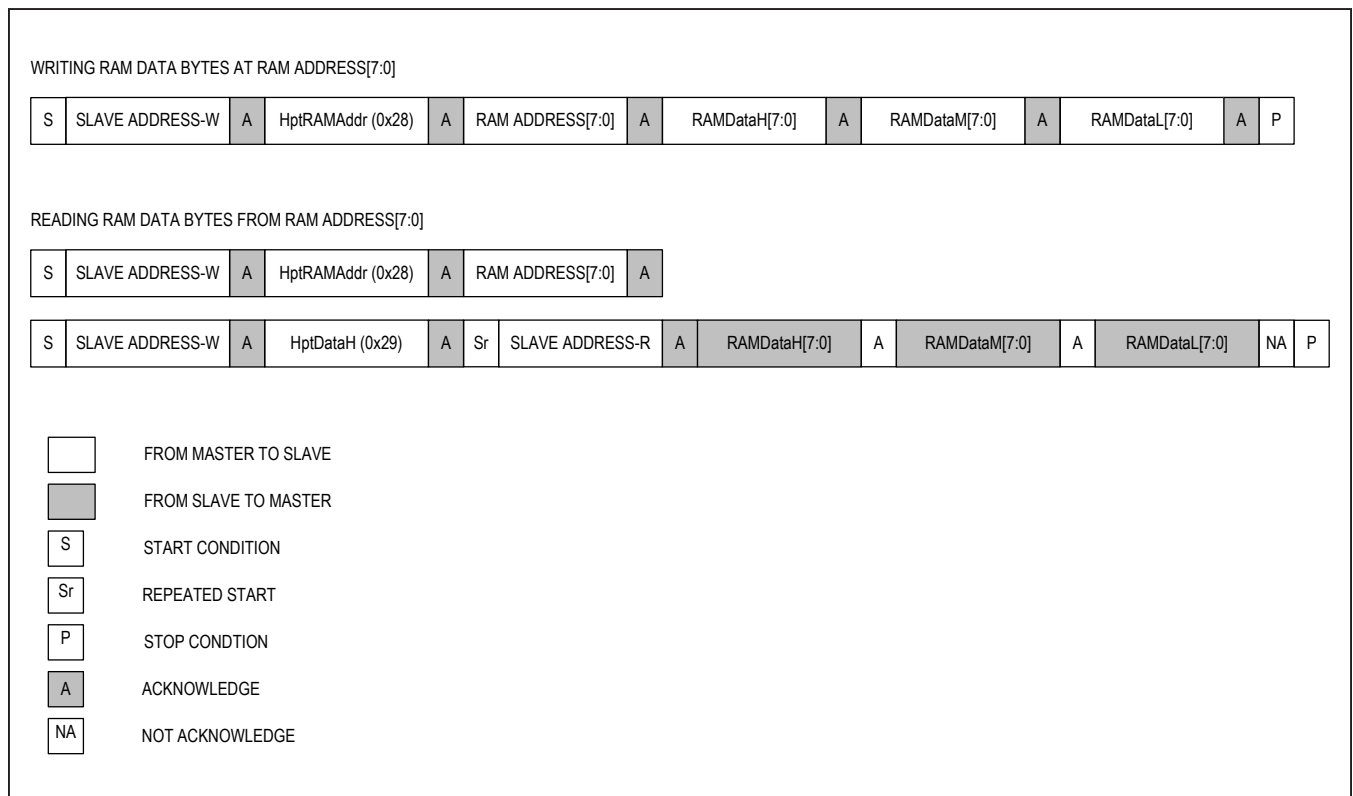 WRITING RAM DATA BYTES AT RAM ADDRESS[7:0]
S SLAVE ADDRESS-W A HptRAMAddr (0x28) A RAM ADDRESS[7:0] A RAMDataH[7:0] A RAMDataM[7:0] A RAMDataL[7:0] A P
READING RAM DATA BYTES FROM RAM ADDRESS[7:0]
S SLAVE ADDRESS-W A HptRAMAddr (0x28) A RAM ADDRESS[7:0] A
S SLAVE ADDRESS-W A HptDataH (0x29) A Sr SLAVE ADDRESS-R A RAMDataH[7:0] A RAMDataM[7:0] A RAMDataL[7:0] NA P
FROM MASTER TO SLAVE
FROM SLAVE TO MASTER
S START CONDITION
Sr REPEATED START
P STOP CONDTION
A ACKNOWLEDGE
NA NOT ACKNOWLEDGE